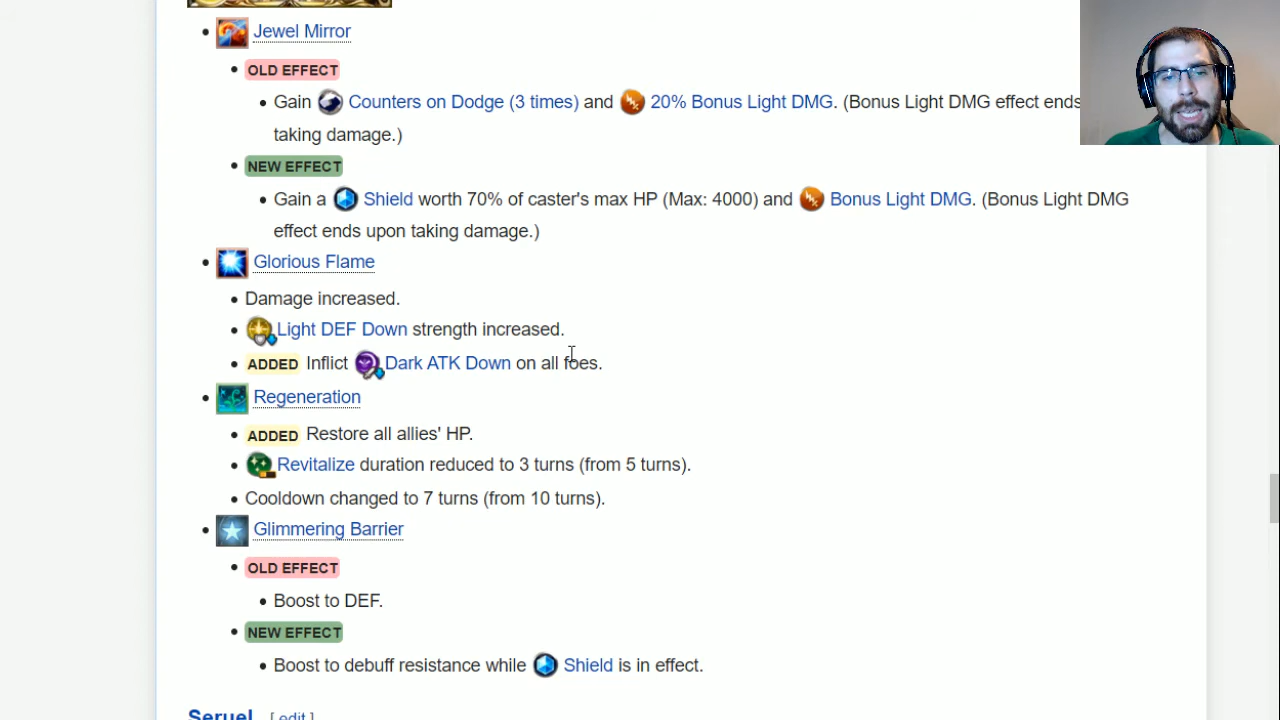 Jewel Mirror
OLD EFFECT
Gain Counters on Dodge (3 times) and 20% Bonus Light DMG. (Bonus Light DMG effect ends
taking damage.)
NEW EFFECT
Gain a Shield worth 70% of caster's max HP (Max: 4000) and Bonus Light DMG. (Bonus Light DMG
effect ends upon taking damage.)
Glorious Flame
Damage increased.
Light DEF Down strength increased.
ADDED Inflict Dark ATK Down on all foes.
Regeneration
ADDED Restore all allies' HP.
Revitalize duration reduced to 3 turns (from 5 turns).
Cooldown changed to 7 turns (from 10 turns).
Glimmering Barrier
OLD EFFECT
Boost to DEF.
NEW EFFECT
Boost to debuff resistance while Shield is in effect.
Seruel [ edit ]